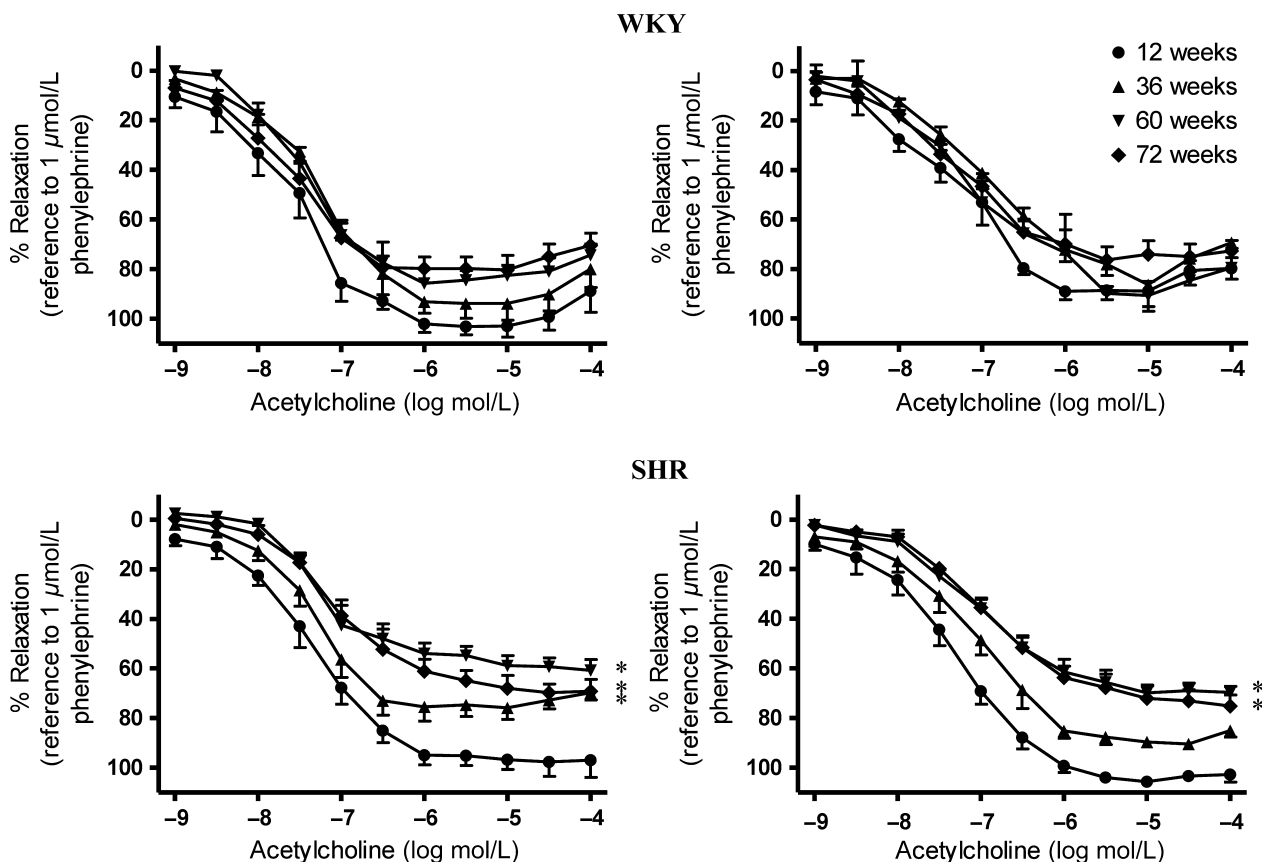 WKY
% Relaxation
(reference to 1 µmol/L
phenylephrine)
0
20
40
60
80
100
–9
–8
–7
–6
–5
–4
Acetylcholine (log mol/L)
% Relaxation
(reference to 1 µmol/L
phenylephrine)
0
20
40
60
80
100
–9
–8
–7
–6
–5
–4
Acetylcholine (log mol/L)
12 weeks
36 weeks
60 weeks
72 weeks
SHR
% Relaxation
(reference to 1 µmol/L
phenylephrine)
0
20
40
60
80
100
–9
–8
–7
–6
–5
–4
Acetylcholine (log mol/L)
*
*
*
% Relaxation
(reference to 1 µmol/L
phenylephrine)
0
20
40
60
80
100
–9
–8
–7
–6
–5
–4
Acetylcholine (log mol/L)
*
*